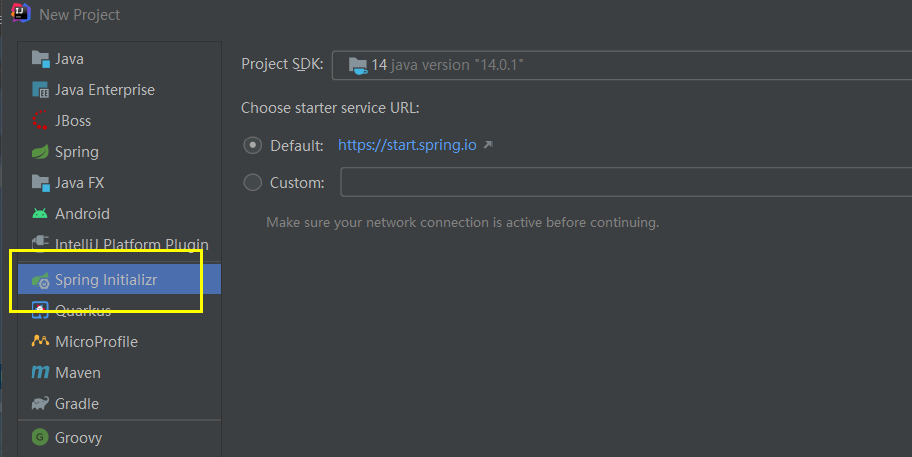 New Project
Java
Java Enterprise
JBoss
Spring
Java FX
Android
IntelliJ Platform Plugin
Spring Initializr
Quarkus
MicroProfile
Maven
Gradle
Groovy
Project SDK: 14 java version "14.0.1"
Choose starter service URL:
Default: https://start.spring.io
Custom:
Make sure your network connection is active before continuing.